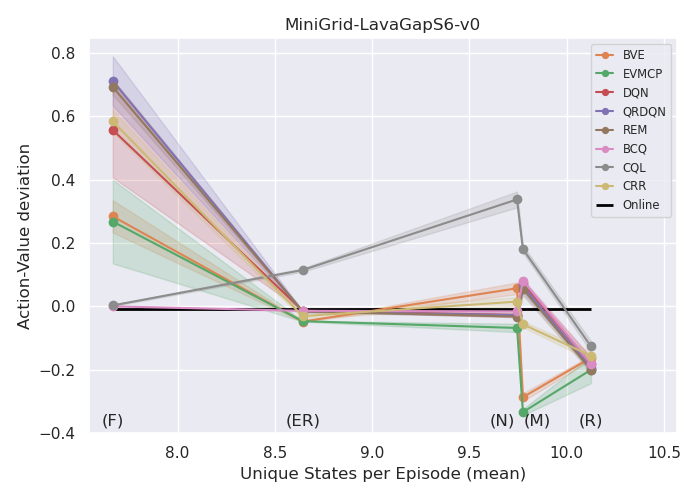 MiniGrid-LavaGapS6-v0
Action-Value deviation
0.8
0.6
0.4
0.2
0.0
−0.2
−0.4
BVE
EVMCP
DQN
QRDQN
REM
BCQ
CQL
CRR
Online
(F) (ER) (N) (M) (R)
8.0 8.5 9.0 9.5 10.0 10.5
Unique States per Episode (mean)